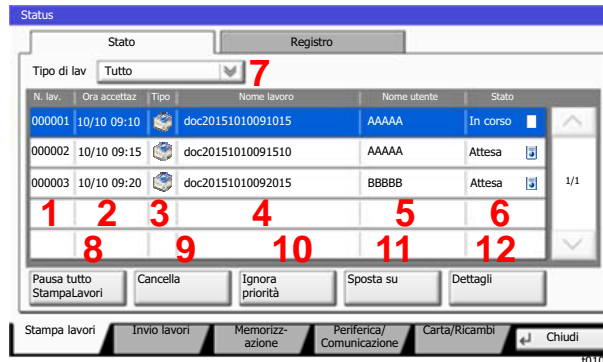 Status
Stato Registro
Tipo di lav Tutto 7
N. lav. Ora accettaz Tipo Nome lavoro Nome utente Stato
000001 10/10 09:10 doc20151010091015 AAAAA In corso
000002 10/10 09:15 doc20151010091510 AAAAA Attesa
000003 10/10 09:20 doc20151010092015 BBBBB Attesa 1/1
1 2 3 4 5 6
8 9 10 11 12
Pausa tutto
StampaLavori
Cancella
Ignora
priorità
Sposta su
Dettagli
Stampa lavori
Invio lavori
Memorizz-
azione
Periferica/
Comunicazione
Carta/Ricambi
Chiudi